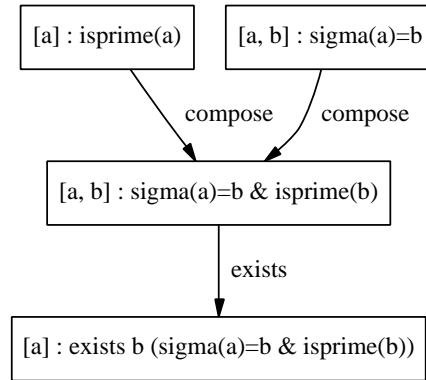 [a] : isprime(a)
[a, b] : sigma(a)=b
compose
compose
[a, b] : sigma(a)=b & isprime(b)
exists
[a] : exists b (sigma(a)=b & isprime(b))